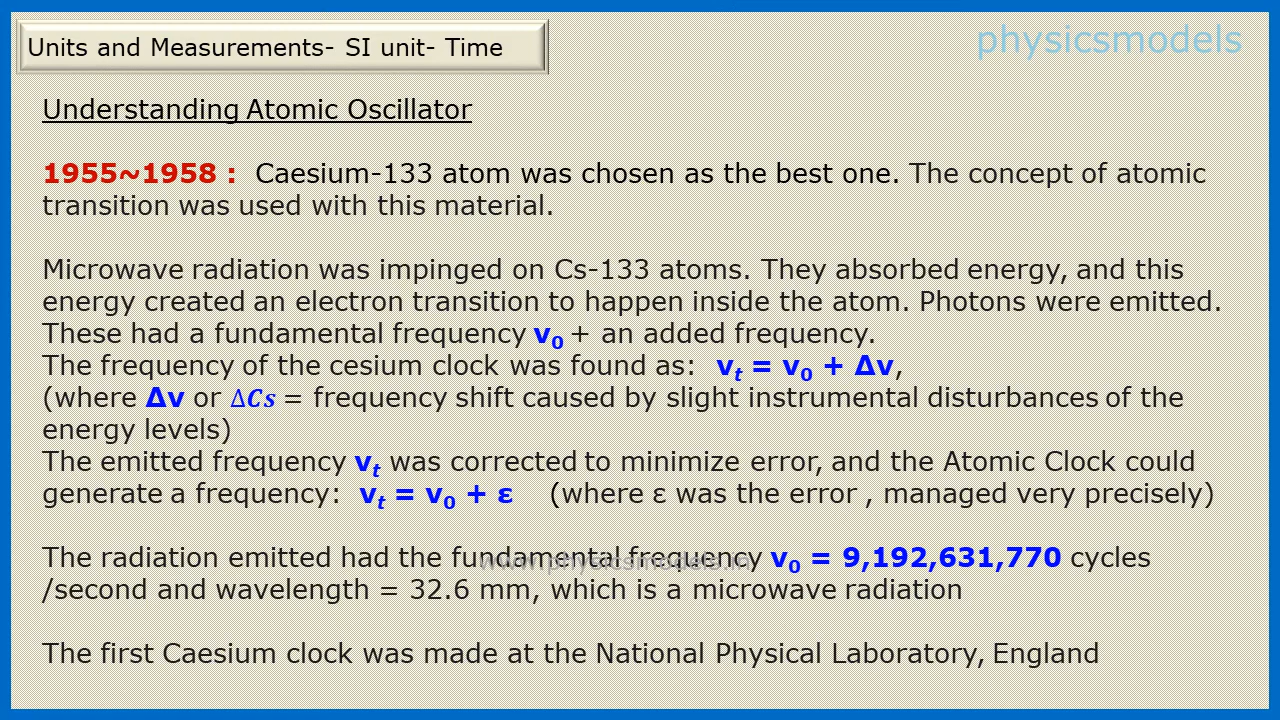 Units and Measurements- SI unit- Time
physicsmodels
Understanding Atomic Oscillator
1955~1958 : Caesium-133 atom was chosen as the best one. The concept of atomic
transition was used with this material.
Microwave radiation was impinged on Cs-133 atoms. They absorbed energy, and this
energy created an electron transition to happen inside the atom. Photons were emitted.
These had a fundamental frequency v₀ + an added frequency.
The frequency of the cesium clock was found as: vₜ = v₀ + Δv,
(where Δv or ΔCs = frequency shift caused by slight instrumental disturbances of the
energy levels)
The emitted frequency vₜ was corrected to minimize error, and the Atomic Clock could
generate a frequency: vₜ = v₀ + ε (where ε was the error , managed very precisely)
The radiation emitted had the fundamental frequency v₀ = 9,192,631,770 cycles
www.physicsmodels.in
/second and wavelength = 32.6 mm, which is a microwave radiation
The first Caesium clock was made at the National Physical Laboratory, England